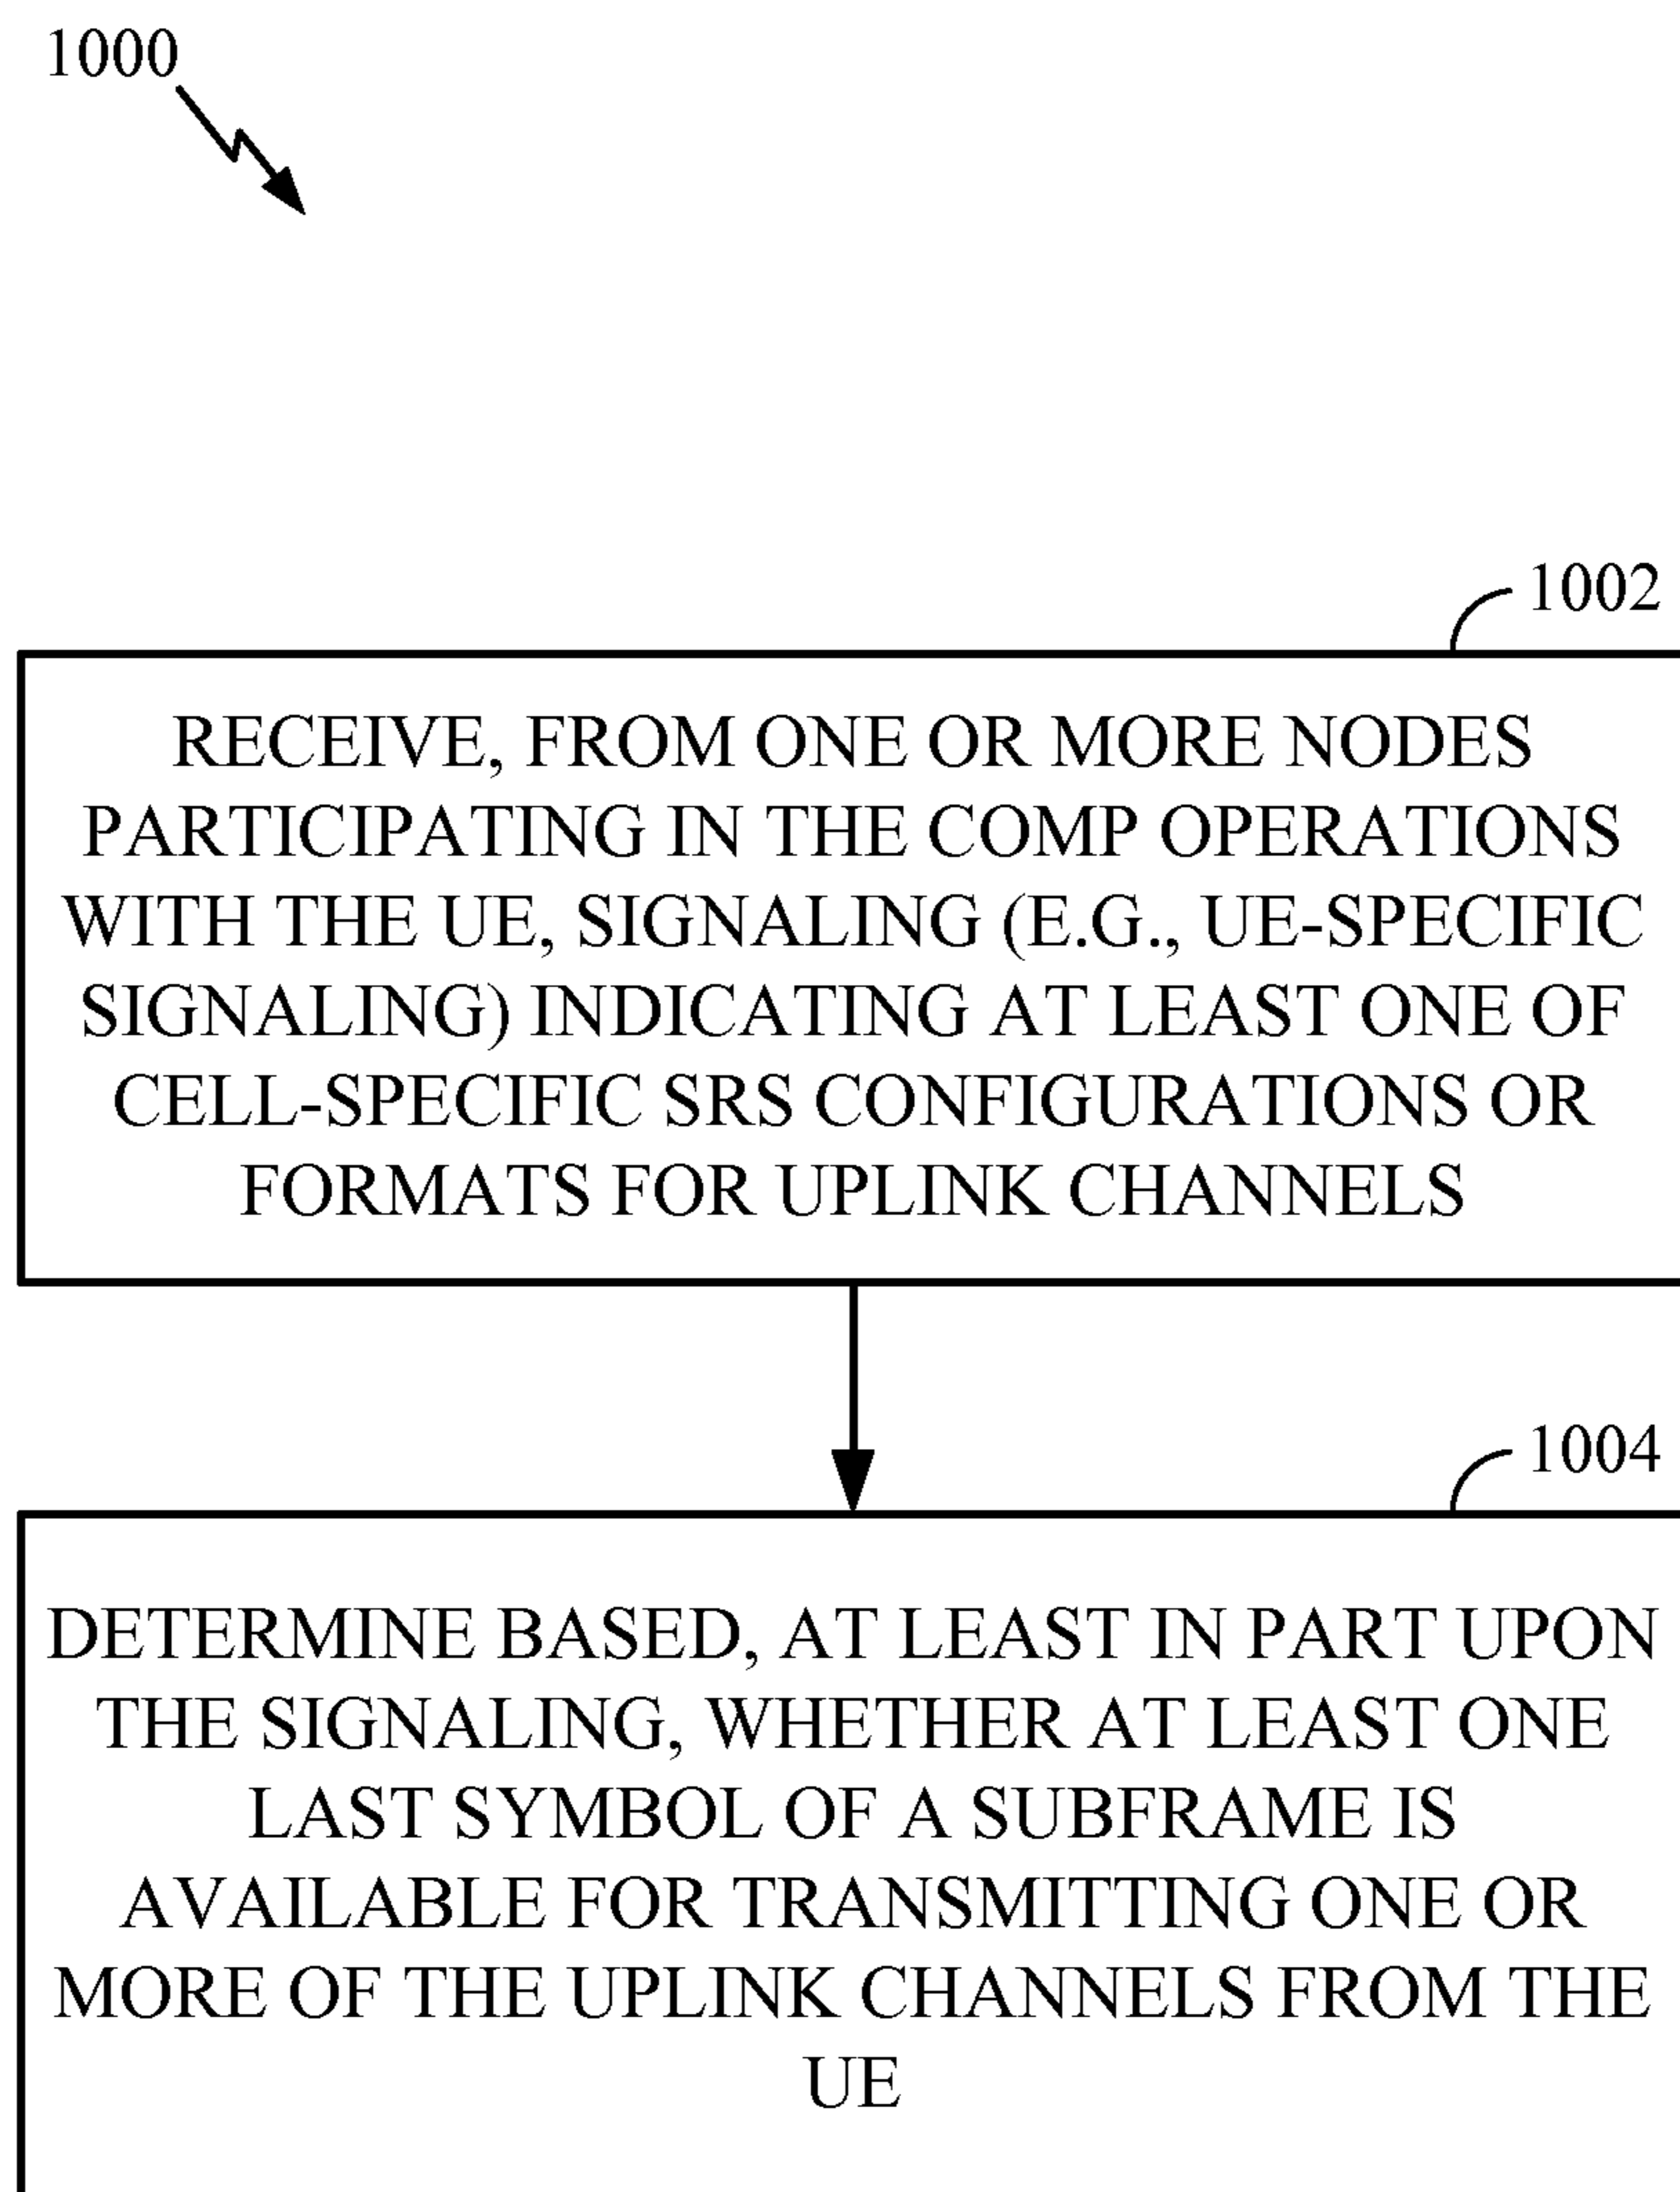 1000
1002
RECEIVE, FROM ONE OR MORE NODES
PARTICIPATING IN THE COMP OPERATIONS
WITH THE UE, SIGNALING (E.G., UE-SPECIFIC
SIGNALING) INDICATING AT LEAST ONE OF
CELL-SPECIFIC SRS CONFIGURATIONS OR
FORMATS FOR UPLINK CHANNELS
1004
DETERMINE BASED, AT LEAST IN PART UPON
THE SIGNALING, WHETHER AT LEAST ONE
LAST SYMBOL OF A SUBFRAME IS
AVAILABLE FOR TRANSMITTING ONE OR
MORE OF THE UPLINK CHANNELS FROM THE
UE